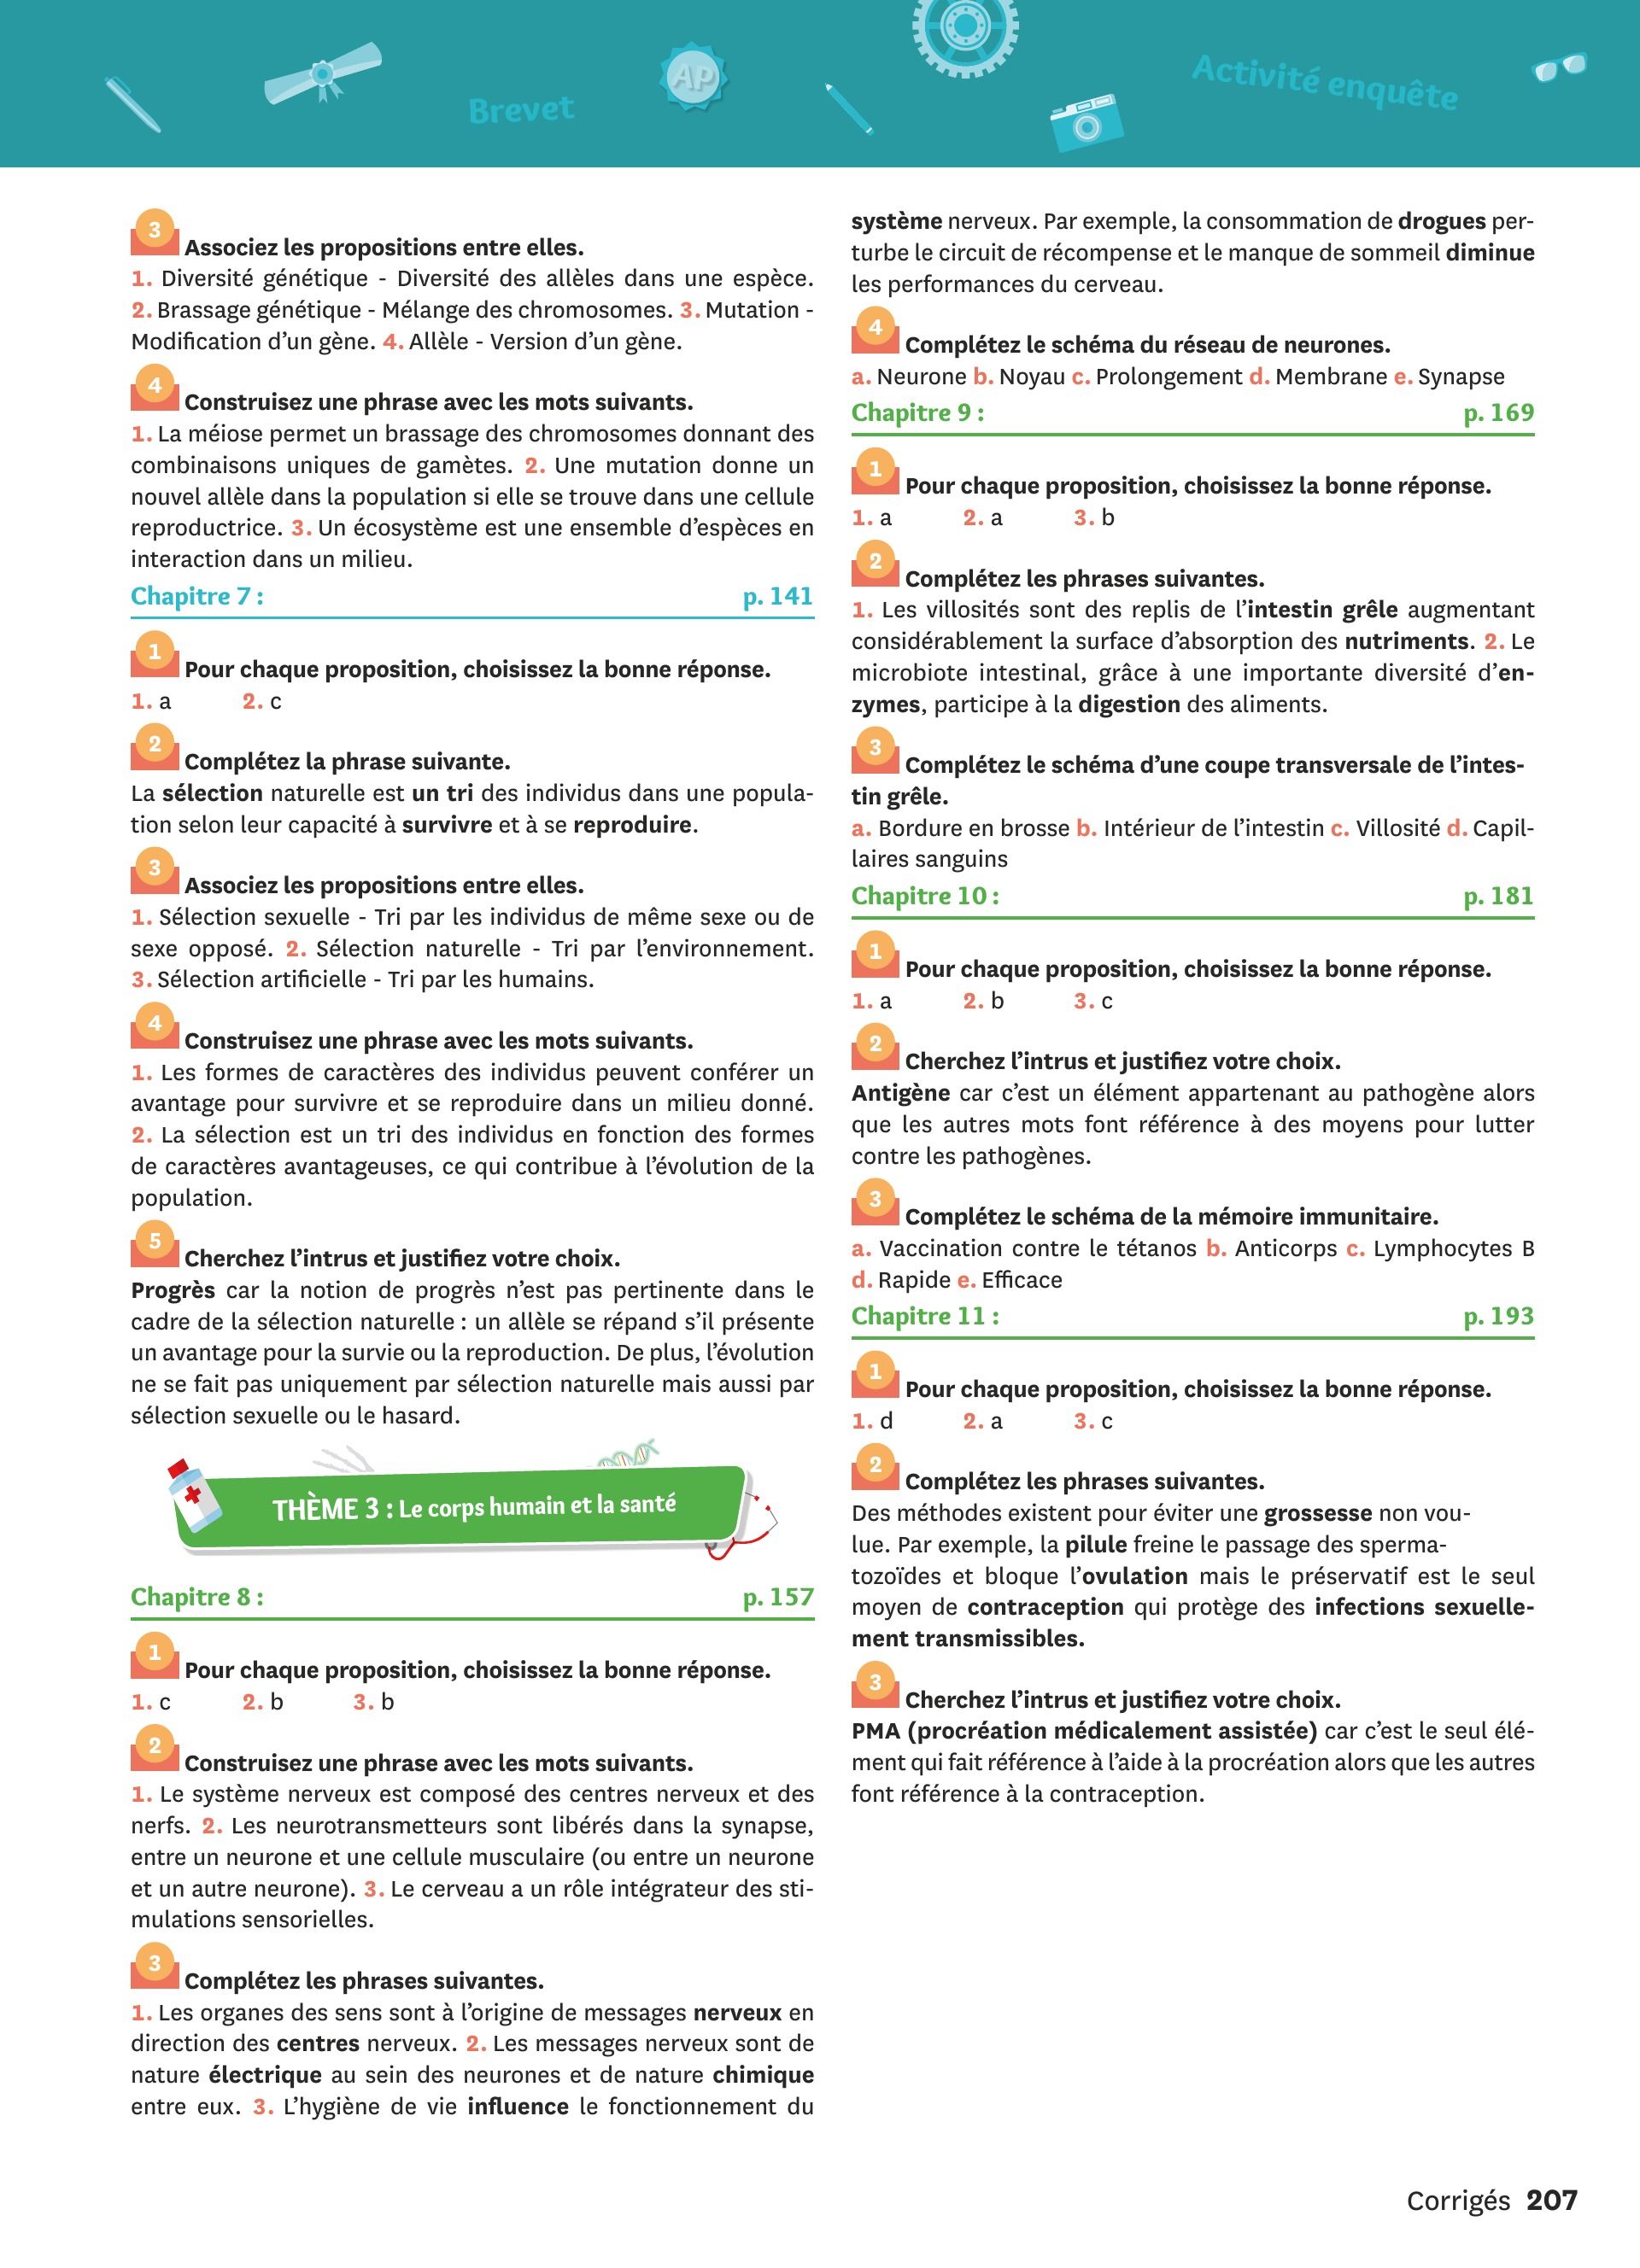 Brevet
AP
Activité enquête
3
Associez les propositions entre elles.
1. Diversité génétique - Diversité des allèles dans une espèce.
2. Brassage génétique - Mélange des chromosomes. 3. Mutation -
Modification d’un gène. 4. Allèle - Version d’un gène.
4
Construisez une phrase avec les mots suivants.
1. La méiose permet un brassage des chromosomes donnant des
combinaisons uniques de gamètes. 2. Une mutation donne un
nouvel allèle dans la population si elle se trouve dans une cellule
reproductrice. 3. Un écosystème est une ensemble d’espèces en
interaction dans un milieu.
Chapitre 7 : p. 141
1
Pour chaque proposition, choisissez la bonne réponse.
1. a 2. c
2
Complétez la phrase suivante.
La sélection naturelle est un tri des individus dans une popula-
tion selon leur capacité à survivre et à se reproduire.
3
Associez les propositions entre elles.
1. Sélection sexuelle - Tri par les individus de même sexe ou de
sexe opposé. 2. Sélection naturelle - Tri par l’environnement.
3. Sélection artificielle - Tri par les humains.
4
Construisez une phrase avec les mots suivants.
1. Les formes de caractères des individus peuvent conférer un
avantage pour survivre et se reproduire dans un milieu donné.
2. La sélection est un tri des individus en fonction des formes
de caractères avantageuses, ce qui contribue à l’évolution de la
population.
5
Cherchez l’intrus et justifiez votre choix.
Progrès car la notion de progrès n’est pas pertinente dans le
cadre de la sélection naturelle : un allèle se répand s’il présente
un avantage pour la survie ou la reproduction. De plus, l’évolution
ne se fait pas uniquement par sélection naturelle mais aussi par
sélection sexuelle ou le hasard.
THÈME 3 : Le corps humain et la santé
Chapitre 8 : p. 157
1
Pour chaque proposition, choisissez la bonne réponse.
1. c 2. b 3. b
2
Construisez une phrase avec les mots suivants.
1. Le système nerveux est composé des centres nerveux et des
nerfs. 2. Les neurotransmetteurs sont libérés dans la synapse,
entre un neurone et une cellule musculaire (ou entre un neurone
et un autre neurone). 3. Le cerveau a un rôle intégrateur des sti-
mulations sensorielles.
3
Complétez les phrases suivantes.
1. Les organes des sens sont à l’origine de messages nerveux en
direction des centres nerveux. 2. Les messages nerveux sont de
nature électrique au sein des neurones et de nature chimique
entre eux. 3. L’hygiène de vie influence le fonctionnement du
système nerveux. Par exemple, la consommation de drogues per-
turbe le circuit de récompense et le manque de sommeil diminue
les performances du cerveau.
4
Complétez le schéma du réseau de neurones.
a. Neurone b. Noyau c. Prolongement d. Membrane e. Synapse
Chapitre 9 : p. 169
1
Pour chaque proposition, choisissez la bonne réponse.
1. a 2. a 3. b
2
Complétez les phrases suivantes.
1. Les villosités sont des replis de l’intestin grêle augmentant
considérablement la surface d’absorption des nutriments. 2. Le
microbiote intestinal, grâce à une importante diversité d’en-
zymes, participe à la digestion des aliments.
3
Complétez le schéma d’une coupe transversale de l’intes-
tin grêle.
a. Bordure en brosse b. Intérieur de l’intestin c. Villosité d. Capil-
laires sanguins
Chapitre 10 : p. 181
1
Pour chaque proposition, choisissez la bonne réponse.
1. a 2. b 3. c
2
Cherchez l’intrus et justifiez votre choix.
Antigène car c’est un élément appartenant au pathogène alors
que les autres mots font référence à des moyens pour lutter
contre les pathogènes.
3
Complétez le schéma de la mémoire immunitaire.
a. Vaccination contre le tétanos b. Anticorps c. Lymphocytes B
d. Rapide e. Efficace
Chapitre 11 : p. 193
1
Pour chaque proposition, choisissez la bonne réponse.
1. d 2. a 3. c
2
Complétez les phrases suivantes.
Des méthodes existent pour éviter une grossesse non vou-
lue. Par exemple, la pilule freine le passage des sperma-
tozoïdes et bloque l’ovulation mais le préservatif est le seul
moyen de contraception qui protège des infections sexuelle-
ment transmissibles.
3
Cherchez l’intrus et justifiez votre choix.
PMA (procréation médicalement assistée) car c’est le seul élé-
ment qui fait référence à l’aide à la procréation alors que les autres
font référence à la contraception.
Corrigés 207